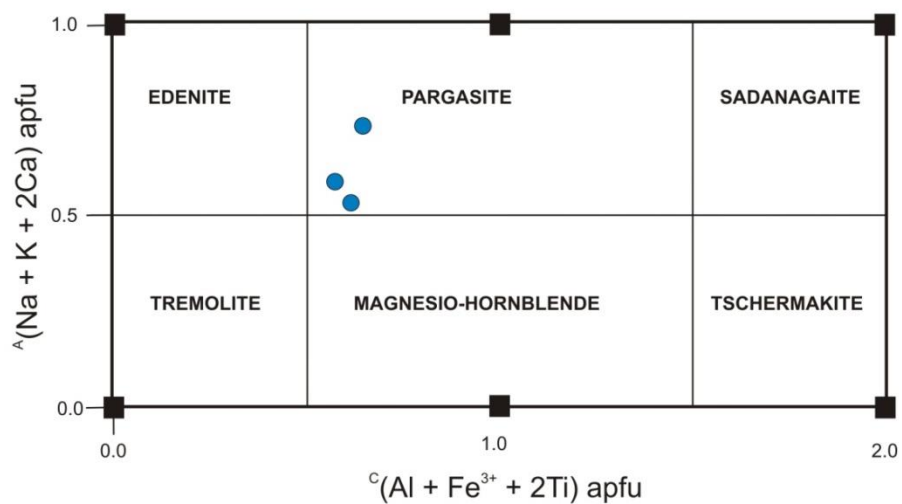 1.0
EDENITE PARGASITE SADANAGAITE
ᴬ(Na + K + 2Ca) apfu
0.5
TREMOLITE MAGNESIO-HORNBLENDE TSCHERMAKITE
0.0
0.0 1.0 2.0
ᶜ(Al + Fe³⁺ + 2Ti) apfu